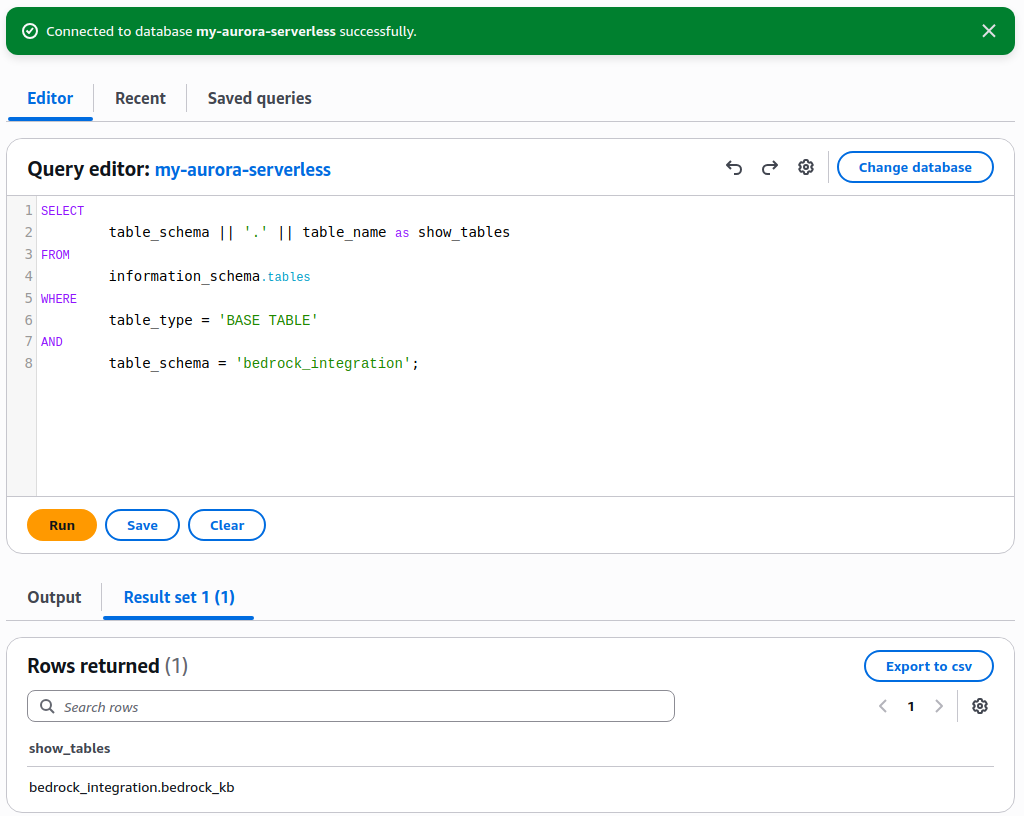 Connected to database my-aurora-serverless successfully.
Editor
Recent
Saved queries
Query editor: my-aurora-serverless
Change database
1 SELECT
2 table_schema || '.' || table_name as show_tables
3 FROM
4 information_schema.tables
5 WHERE
6 table_type = 'BASE TABLE'
7 AND
8 table_schema = 'bedrock_integration';
Run
Save
Clear
Output
Result set 1 (1)
Rows returned (1)
Export to csv
Search rows
1
show_tables
bedrock_integration.bedrock_kb